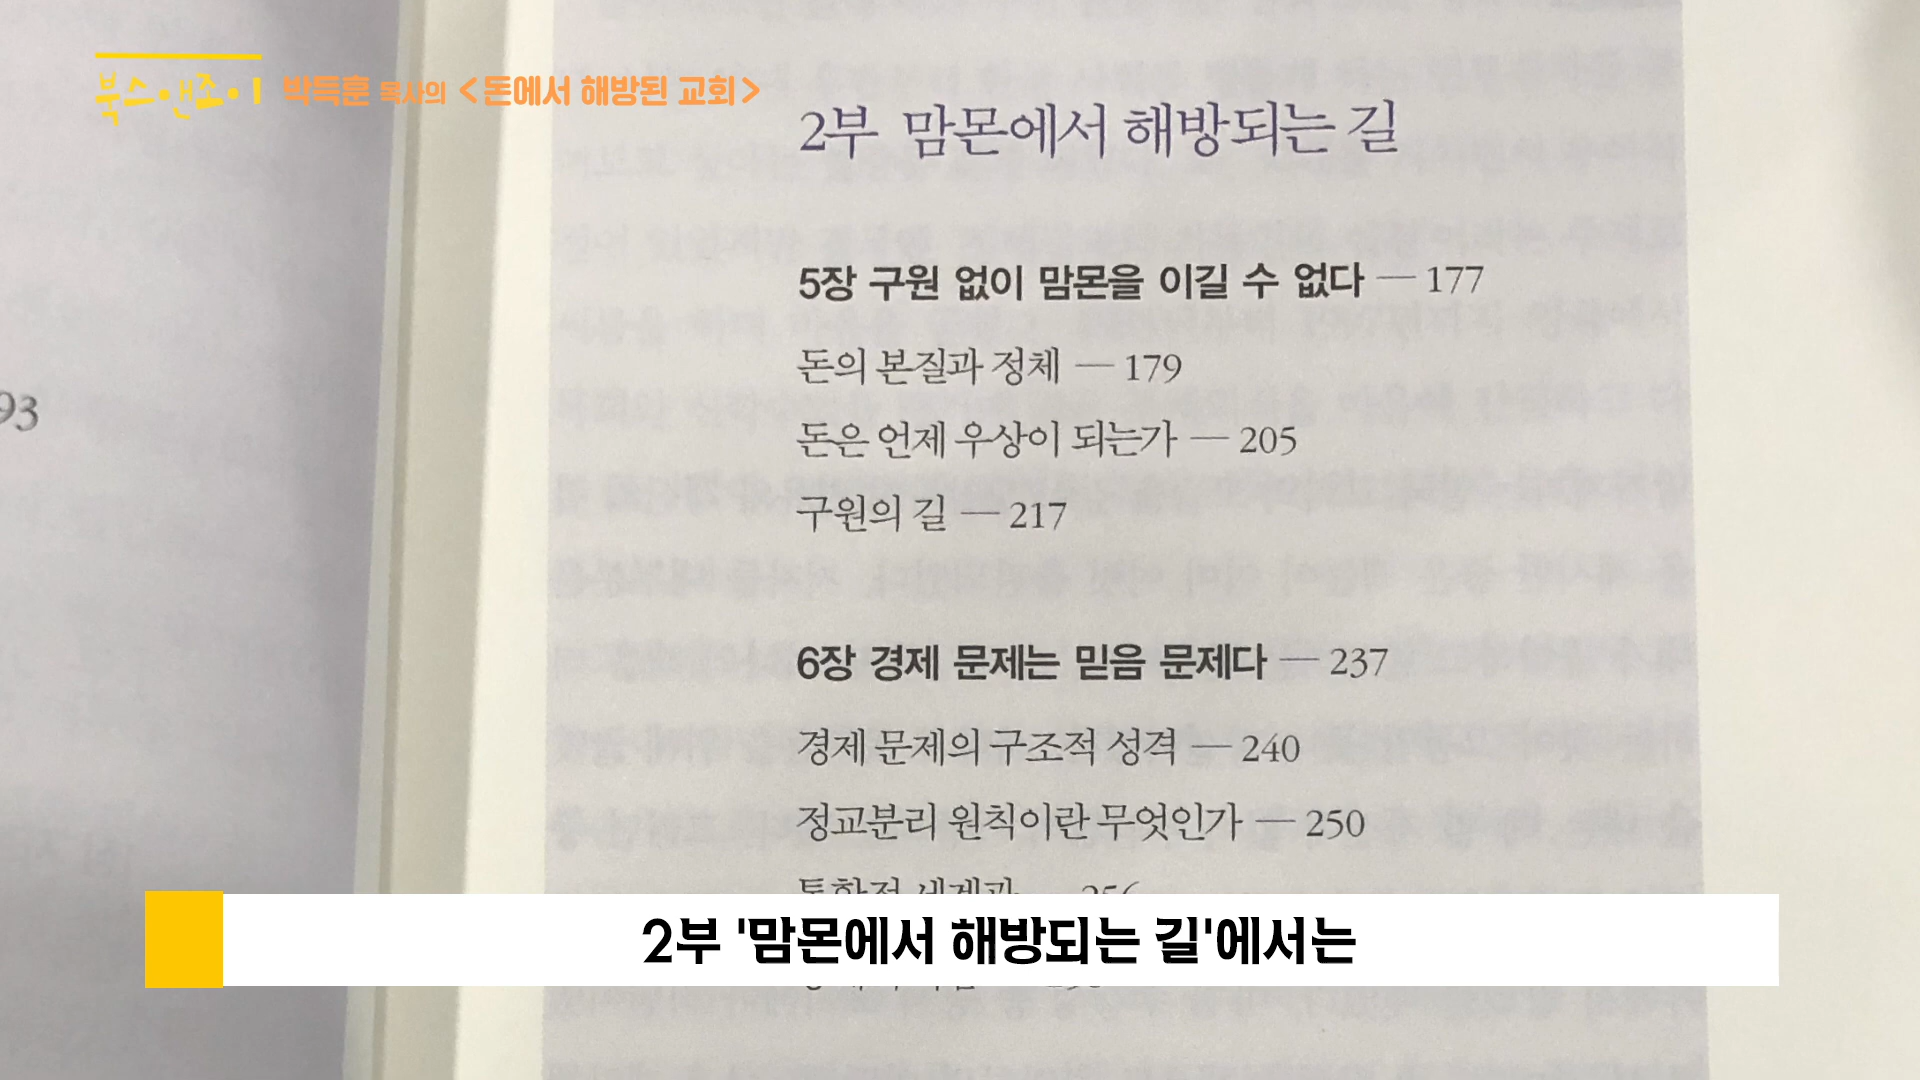 북스앤조이 박득훈 목사의 <돈에서 해방된 교회>
2부 맘몬에서 해방되는 길
5장 구원 없이 맘몬을 이길 수 없다 — 177
돈의 본질과 정체 — 179
돈은 언제 우상이 되는가 — 205
구원의 길 — 217
93
6장 경제 문제는 믿음 문제다 — 237
경제 문제의 구조적 성격 — 240
정교분리 원칙이란 무엇인가 — 250
2부 '맘몬에서 해방되는 길'에서는